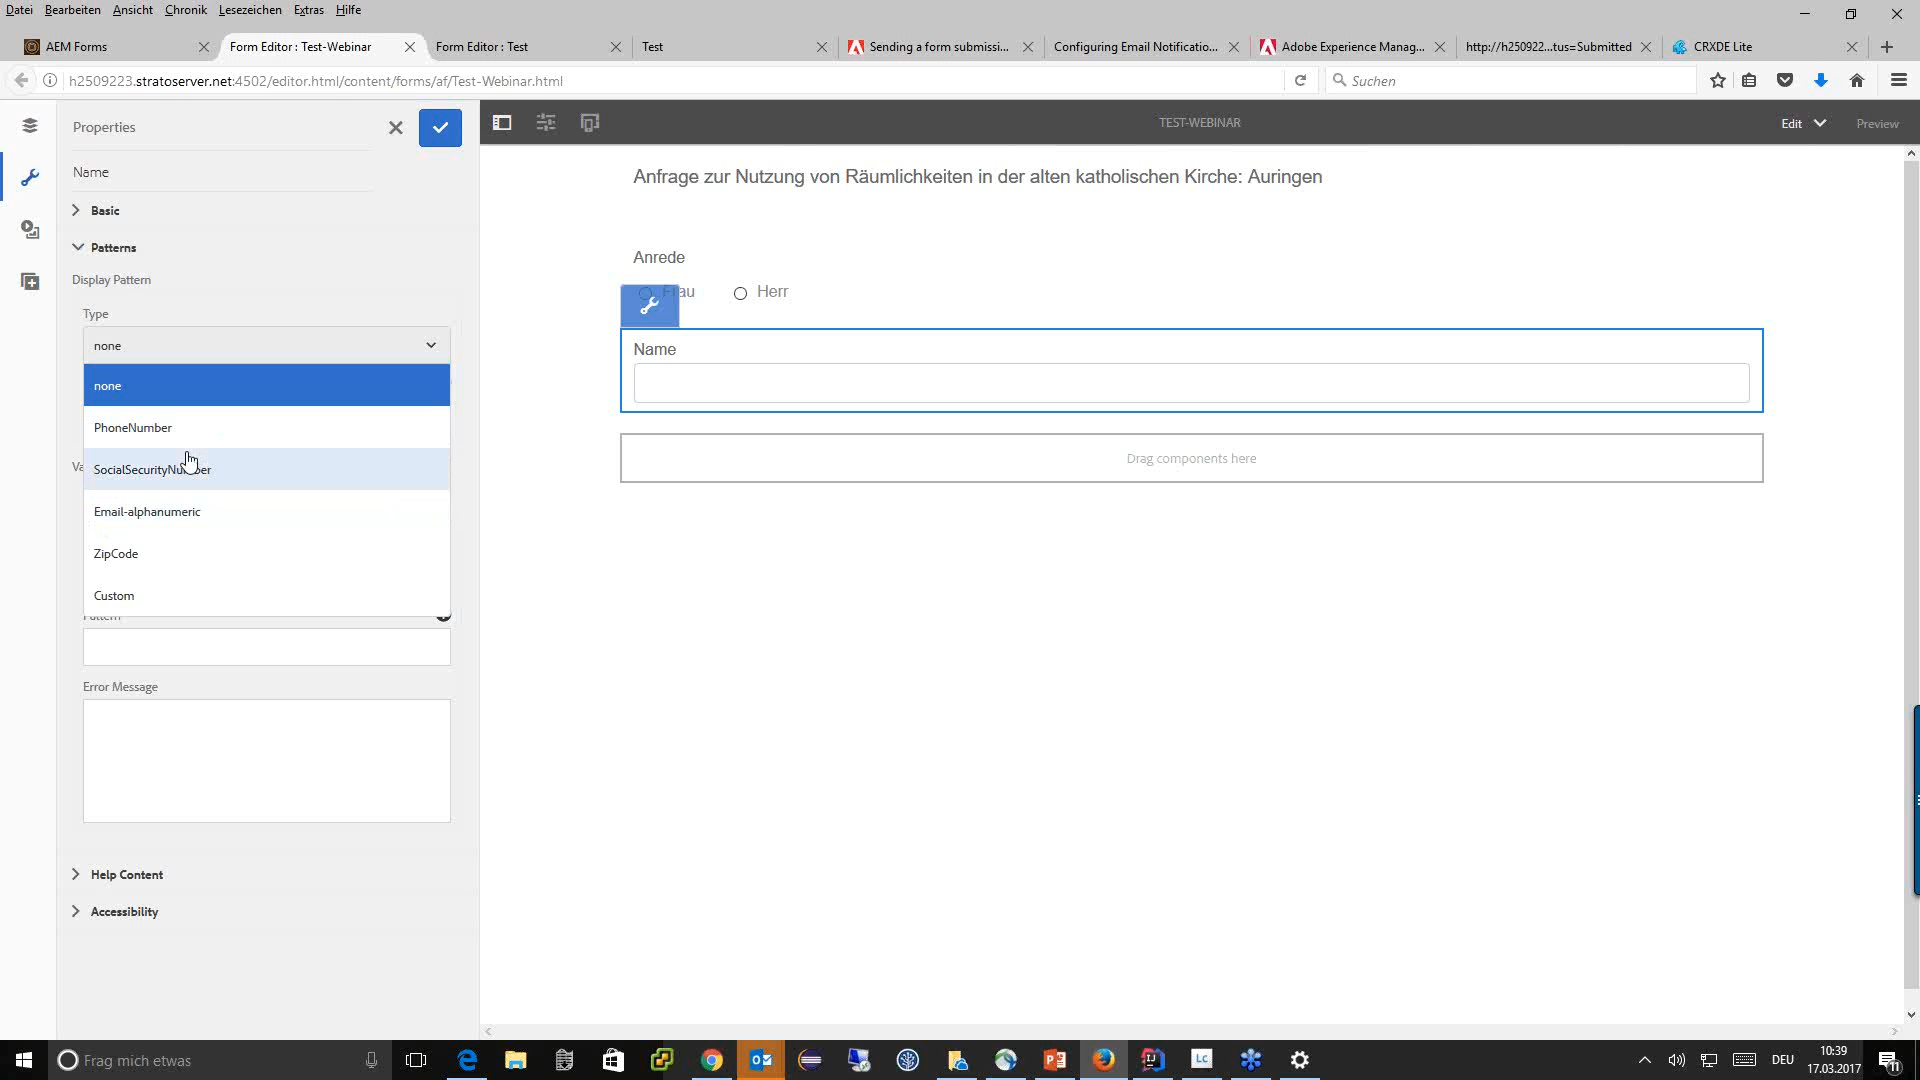 Datei Bearbeiten Ansicht Chronik Lesezeichen Extras Hilfe
AEM Forms
Form Editor : Test-Webinar
Form Editor : Test
Test
Sending a form submissi...
Configuring Email Notificatio...
Adobe Experience Manag...
http://h250922...tus=Submitted
CRXDE Lite
h2509223.stratoserver.net:4502/editor.html/content/forms/af/Test-Webinar.html
Suchen
Properties
TEST-WEBINAR
Edit
Preview
Name
Basic
Patterns
Display Pattern
Type
none
none
PhoneNumber
SocialSecurityNumber
Email-alphanumeric
ZipCode
Custom
Pattern
Error Message
Help Content
Accessibility
Anfrage zur Nutzung von Räumlichkeiten in der alten katholischen Kirche: Auringen
Anrede
Frau Herr
Name
Drag components here
Frag mich etwas
DEU
10:39
17.03.2017
11